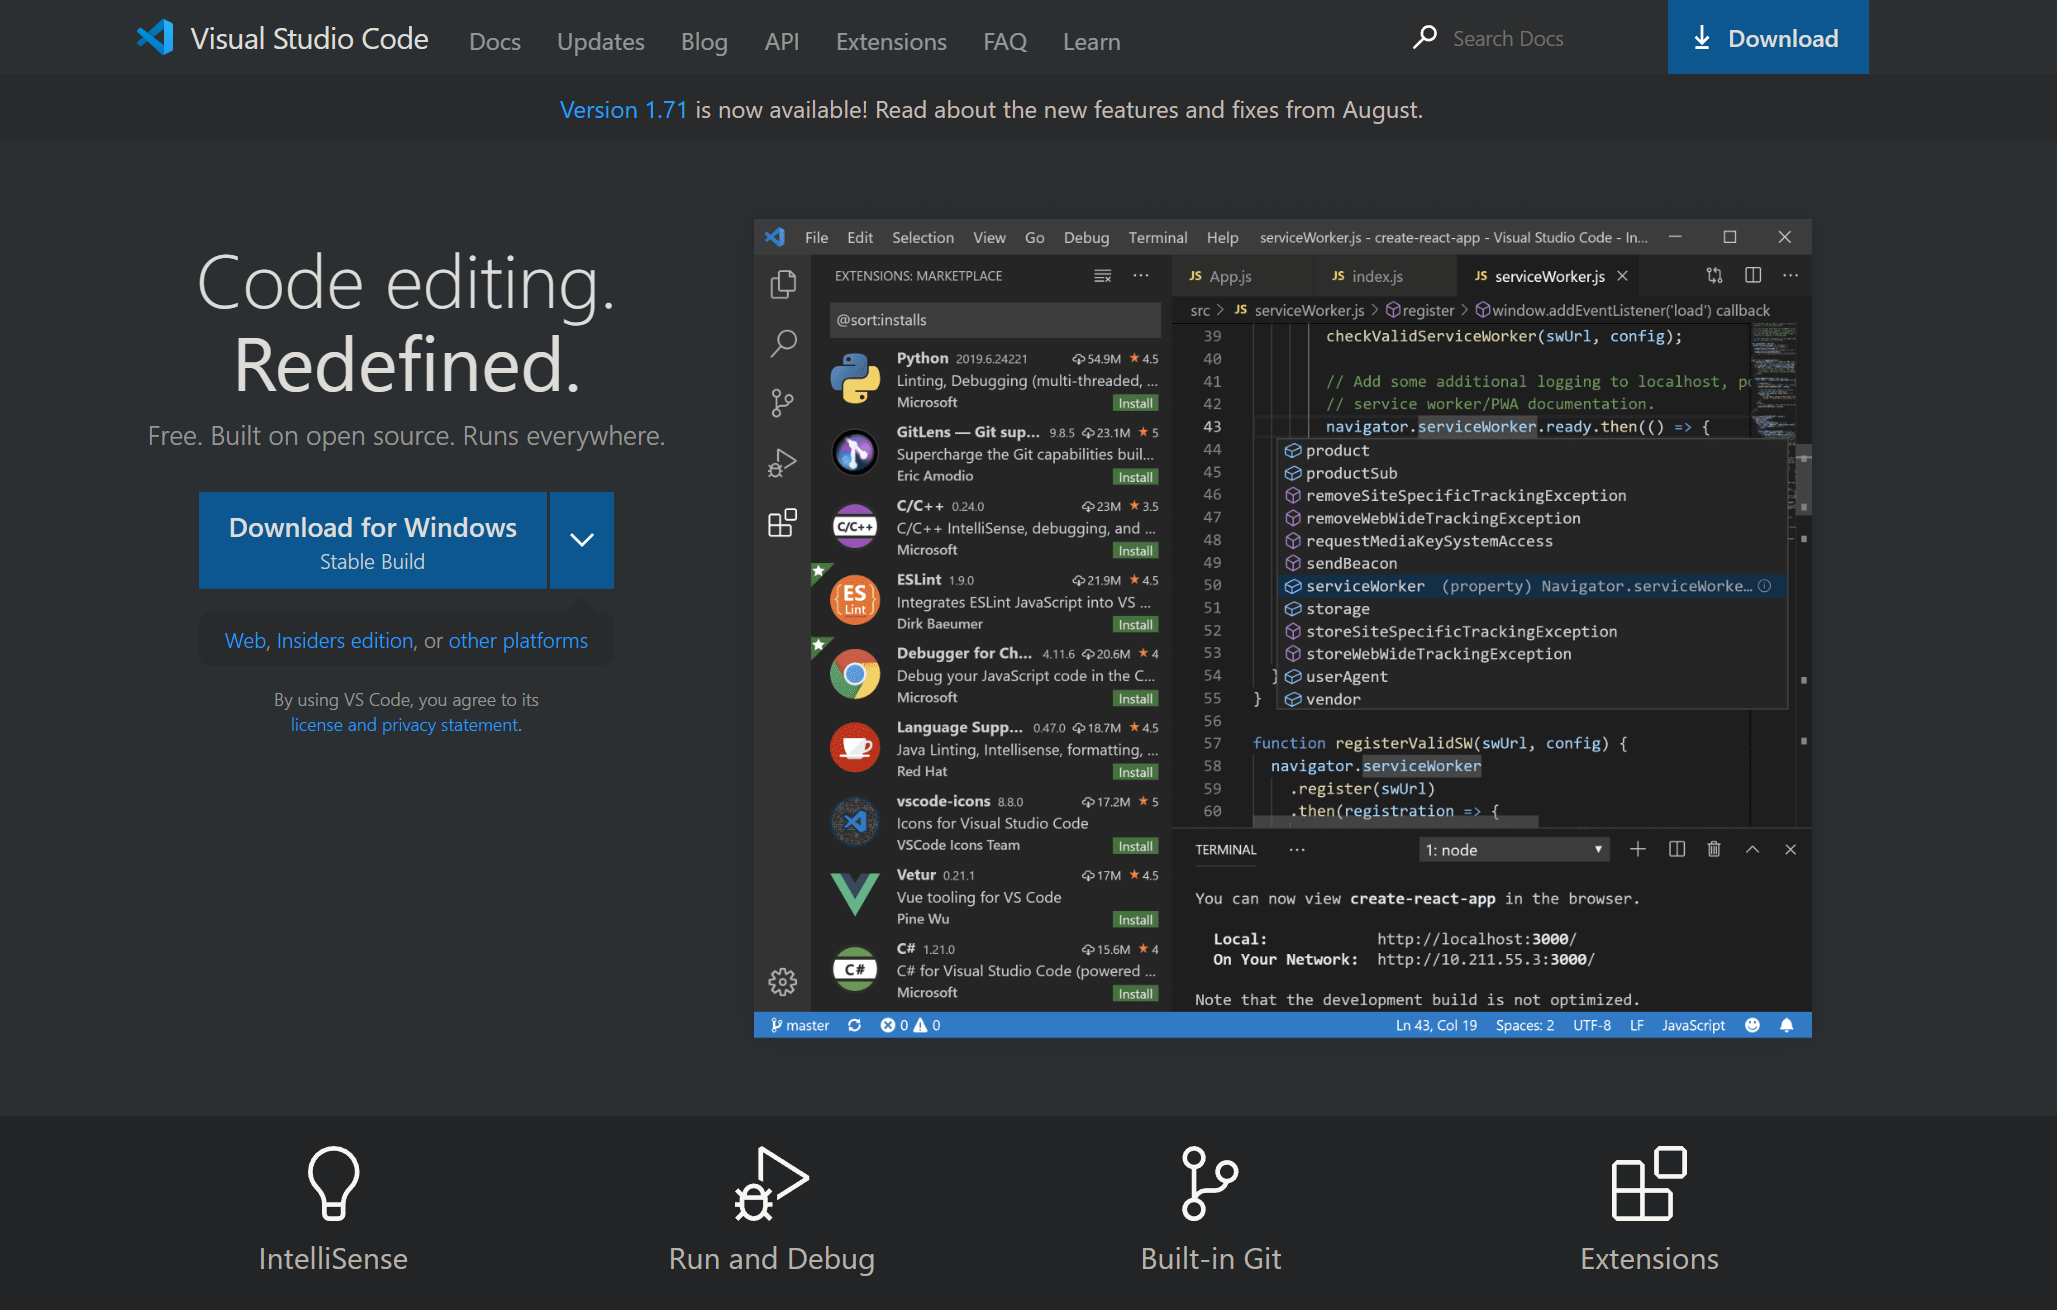 Visual Studio Code
Docs
Updates
Blog
API
Extensions
FAQ
Learn
Search Docs
Download
Version 1.71 is now available! Read about the new features and fixes from August.
Code editing.
Redefined.
Free. Built on open source. Runs everywhere.
Download for Windows
Stable Build
Web, Insiders edition, or other platforms
By using VS Code, you agree to its
license and privacy statement.
File Edit Selection View Go Debug Terminal Help serviceWorker.js - create-react-app - Visual Studio Code - In...
EXTENSIONS: MARKETPLACE
@sort:installs
Python 2019.6.24221 54.9M 4.5
Linting, Debugging (multi-threaded, ...
Microsoft Install
GitLens — Git sup... 9.8.5 23.1M 5
Supercharge the Git capabilities buil...
Eric Amodio Install
C/C++
C/C++ 0.24.0 23M 3.5
C/C++ IntelliSense, debugging, and ...
Microsoft Install
ES
Lint
ESLint 1.9.0 21.9M 4.5
Integrates ESLint JavaScript into VS ...
Dirk Baeumer Install
Debugger for Ch... 4.11.6 20.6M 4
Debug your JavaScript code in the C...
Microsoft Install
Language Supp... 0.47.0 18.7M 4.5
Java Linting, Intellisense, formatting, ...
Red Hat Install
vscode-icons 8.8.0 17.2M 5
Icons for Visual Studio Code
VSCode Icons Team Install
Vetur 0.21.1 17M 4.5
Vue tooling for VS Code
Pine Wu Install
C#
C# 1.21.0 15.6M 4
C# for Visual Studio Code (powered ...
Microsoft Install
JS App.js JS index.js JS serviceWorker.js
src > JS serviceWorker.js > register > window.addEventListener('load') callback
39 checkValidServiceWorker(swUrl, config);
40
41 // Add some additional logging to localhost,
42 // service worker/PWA documentation.
43 navigator.serviceWorker.ready.then(() => {
44 product
45 productSub
46 removeSiteSpecificTrackingException
47 removeWebWideTrackingException
48 requestMediaKeySystemAccess
49 sendBeacon
50 serviceWorker (property) Navigator.serviceWorke...
51 storage
52 storeSiteSpecificTrackingException
53 storeWebWideTrackingException
54 } userAgent
55 } vendor
56
57 function registerValidSW(swUrl, config) {
58 navigator.serviceWorker
59 .register(swUrl)
60 .then(registration => {
TERMINAL ... 1: node
You can now view create-react-app in the browser.
Local: http://localhost:3000/
On Your Network: http://10.211.55.3:3000/
Note that the development build is not optimized.
master 0 0 Ln 43, Col 19 Spaces: 2 UTF-8 LF JavaScript
IntelliSense
Run and Debug
Built-in Git
Extensions